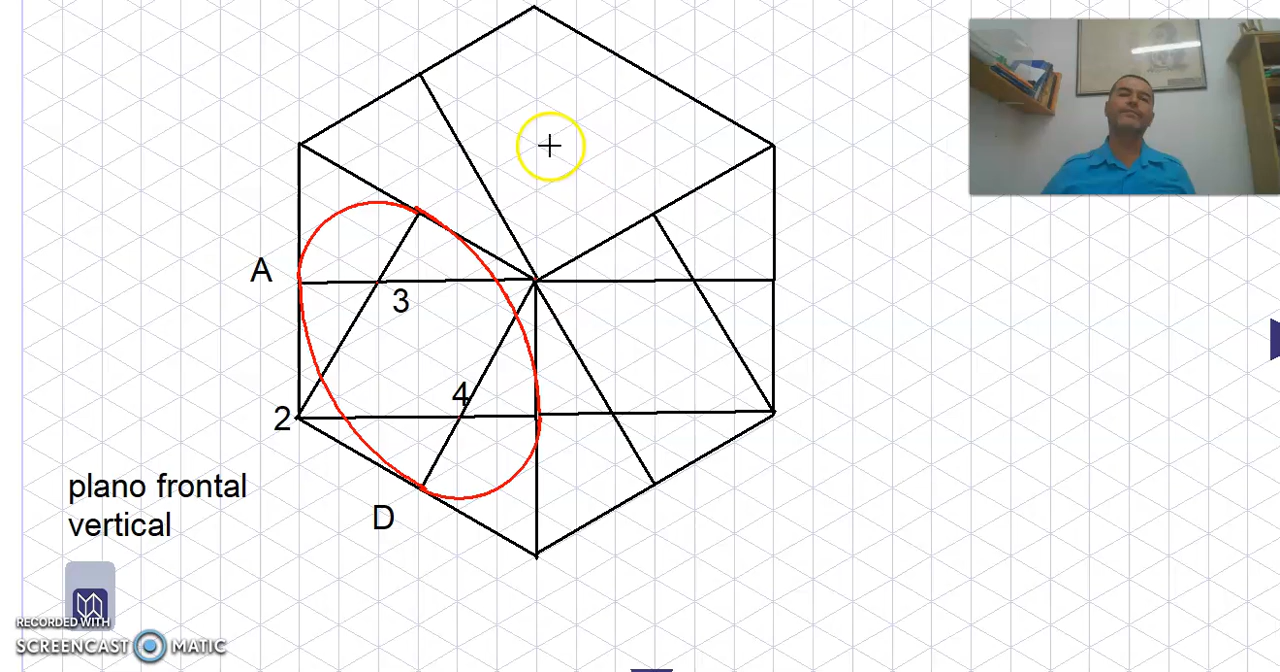 A
3
4
2
plano frontal
vertical
D
RECORDED WITH
SCREENCAST MATIC